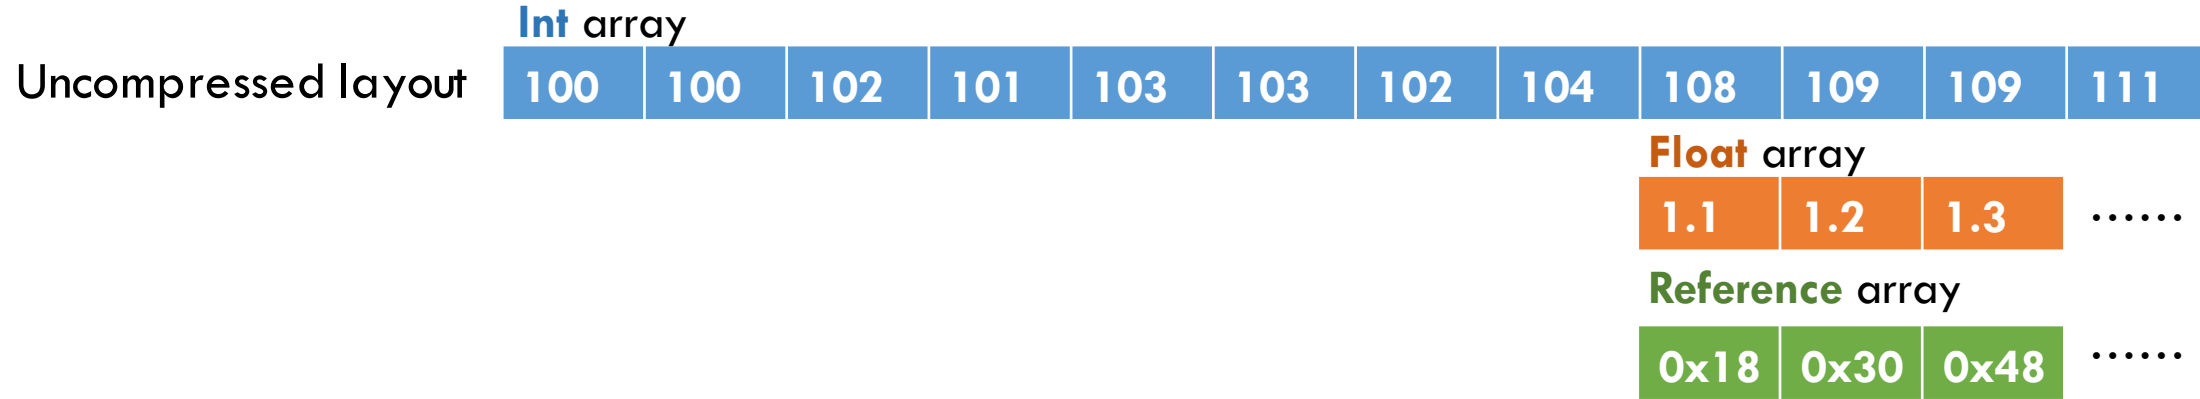 Int array
Uncompressed layout 100 100 102 101 103 103 102 104 108 109 109 111
Float array
1.1 1.2 1.3 ......
Reference array
0x18 0x30 0x48 ......